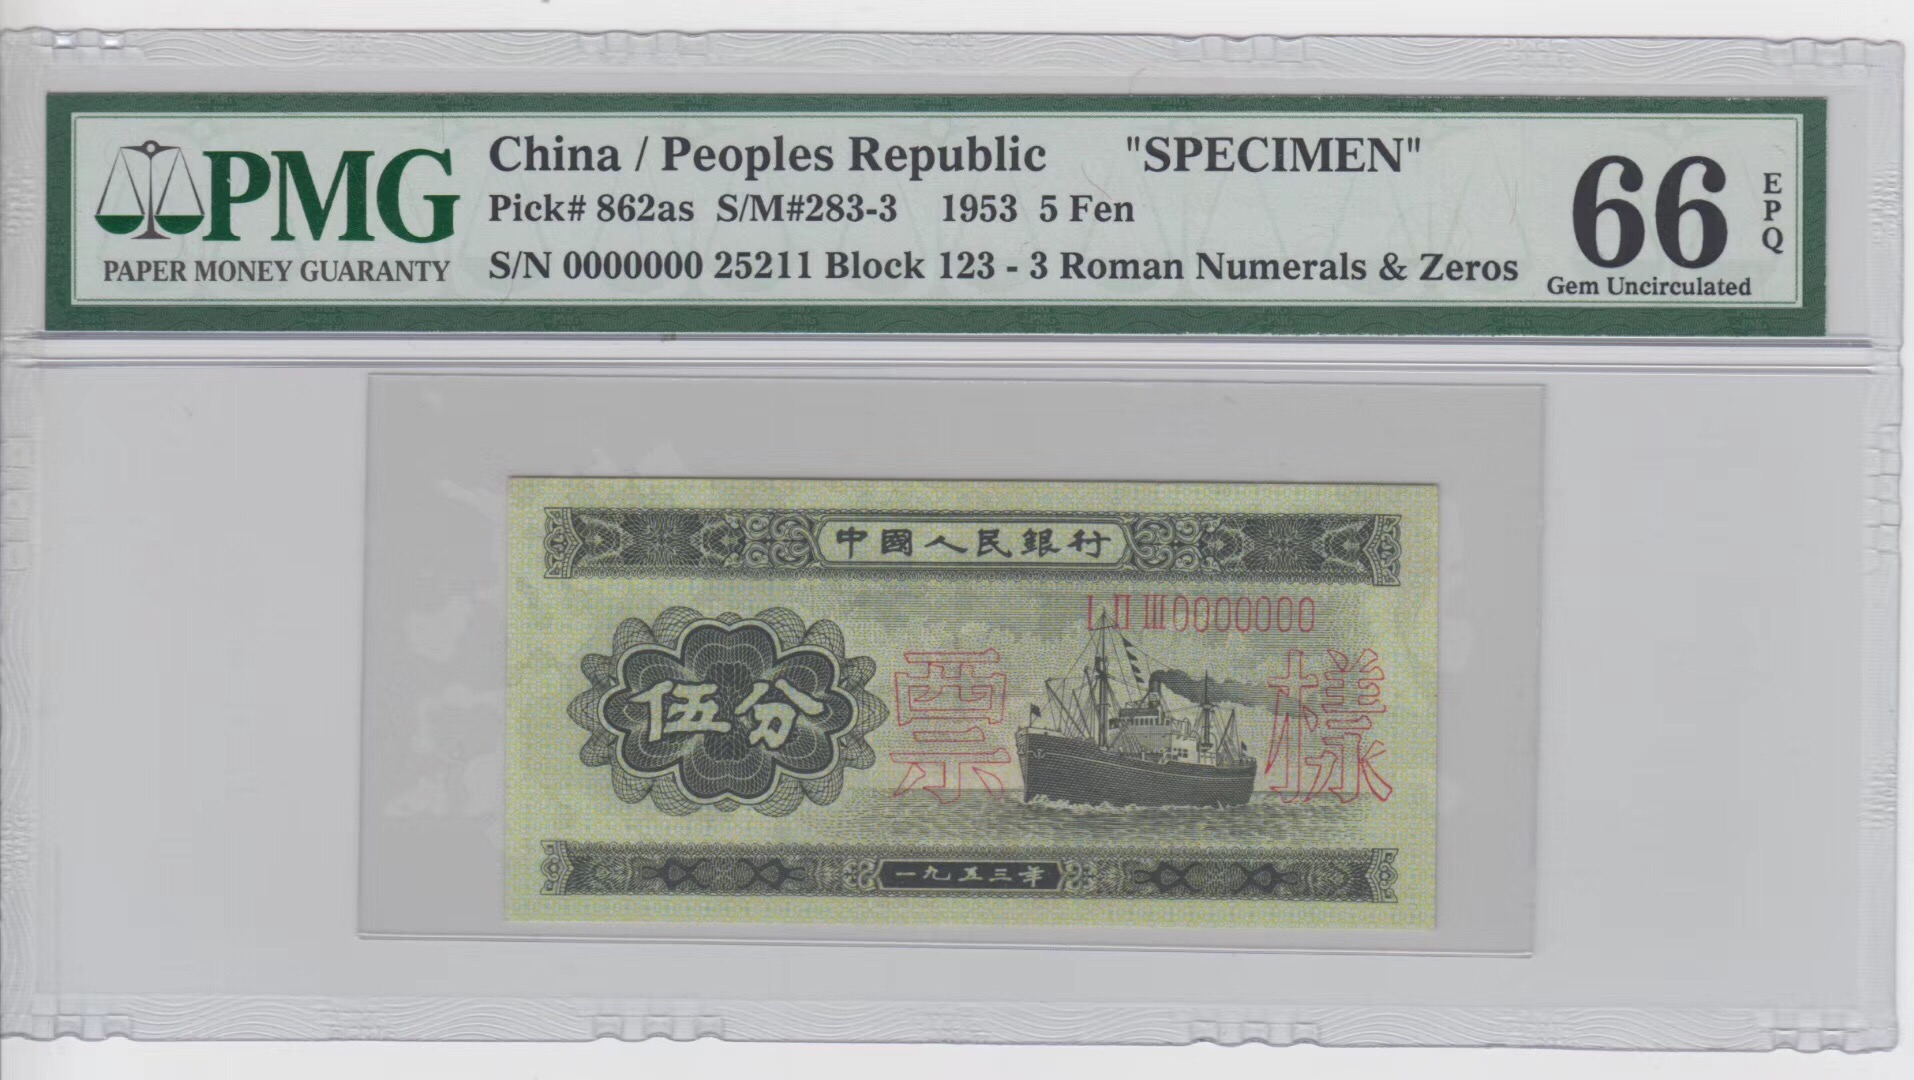 PMG
PAPER MONEY GUARANTY
China / Peoples Republic "SPECIMEN"
Pick# 862as S/M#283-3 1953 5 Fen
S/N 0000000 25211 Block 123 - 3 Roman Numerals & Zeros
66
EPQ
Gem Uncirculated
中國人民銀行
I II III 0000000
伍分
票樣
一九五三年